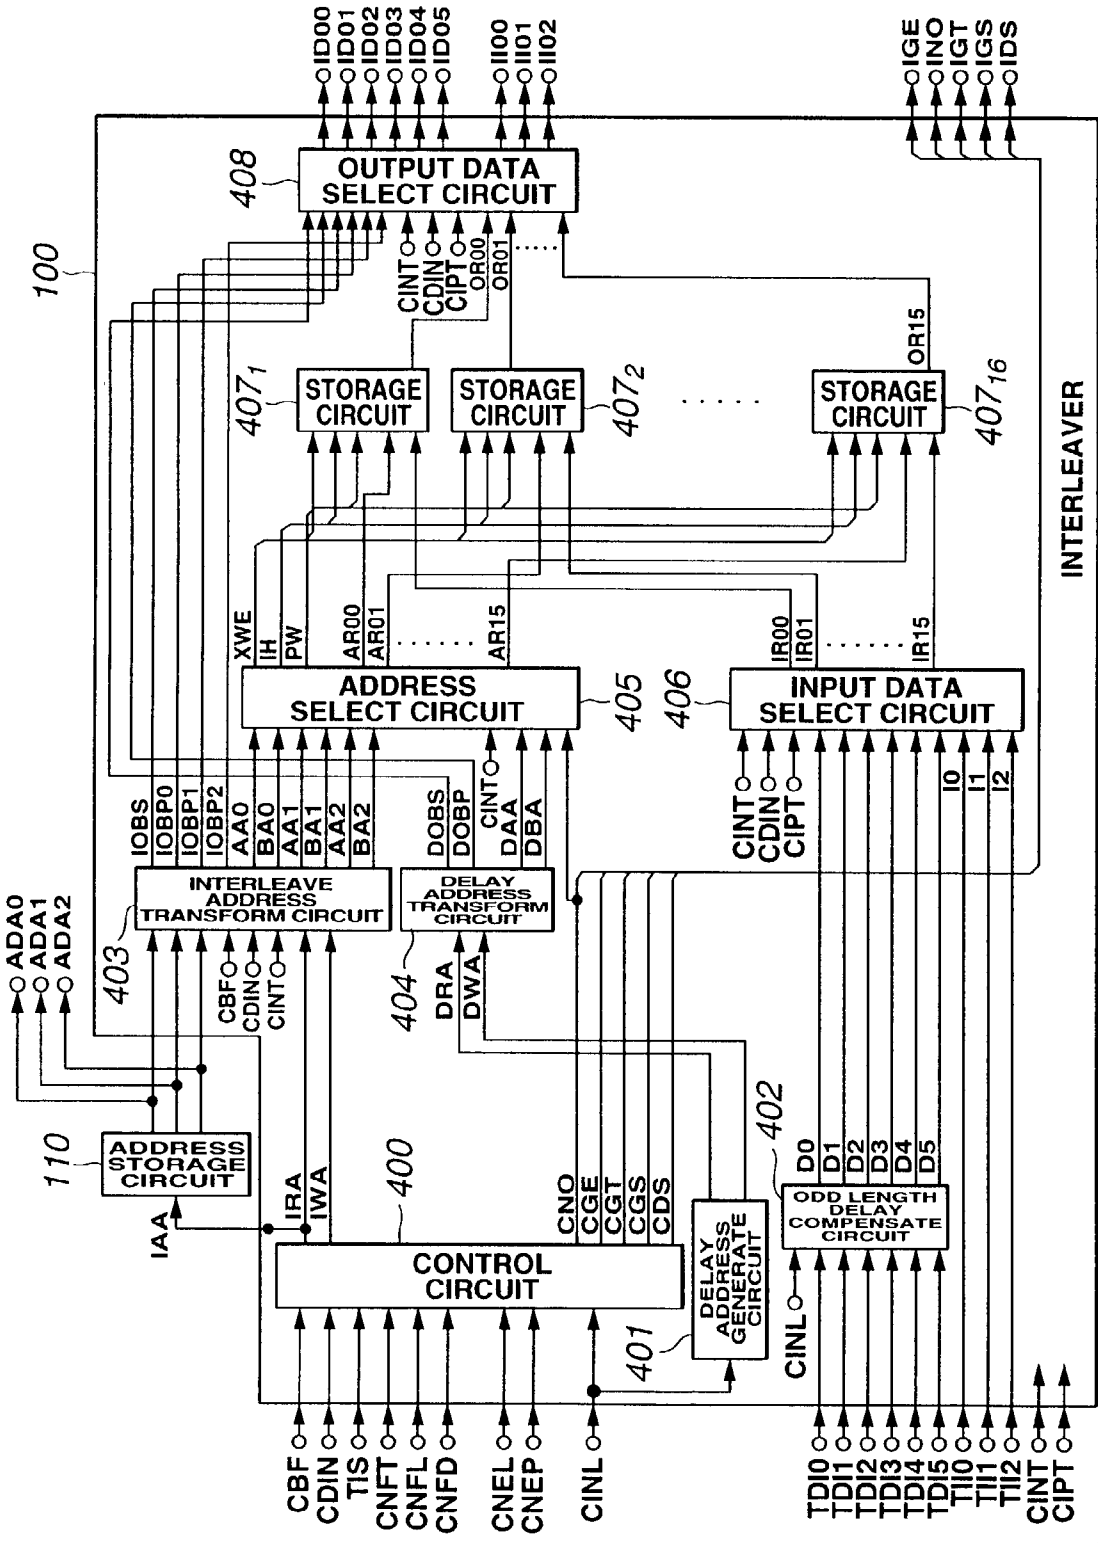 100
INTERLEAVER
ADA0
ADA1
ADA2
110
ADDRESS
STORAGE
CIRCUIT
IAA
IRA
IWA
400
CONTROL
CIRCUIT
CBF
CDIN
TIS
CNFT
CNFL
CNFD
CNEL
CNEP
CINL
CNO
CGE
CGT
CGS
CDS
401
DELAY
ADDRESS
GENERATE
CIRCUIT
402
ODD LENGTH
DELAY
COMPENSATE
CIRCUIT
CINL
TDI0
TDI1
TDI2
TDI3
TDI4
TDI5
TII0
TII1
TII2
CINT
CIPT
D0
D1
D2
D3
D4
D5
403
INTERLEAVE
ADDRESS
TRANSFORM CIRCUIT
CBF
CDIN
CINT
IOBS
IOBP0
IOBP1
IOBP2
AA0
BA0
AA1
BA1
AA2
BA2
404
DELAY
ADDRESS
TRANSFORM
CIRCUIT
DRA
DWA
DOBS
DOBP
CINT
DAA
DBA
405
ADDRESS
SELECT CIRCUIT
XWE
IH
PW
AR00
AR01
.......
AR15
406
INPUT DATA
SELECT CIRCUIT
CINT
CDIN
CIPT
I0
I1
I2
IR00
IR01
.......
IR15
407₁
STORAGE
CIRCUIT
407₂
STORAGE
CIRCUIT
.....
407₁₆
STORAGE
CIRCUIT
OR15
408
OUTPUT DATA
SELECT CIRCUIT
CINT
CDIN
CIPT
OR00
OR01
.....
ID00
ID01
ID02
ID03
ID04
ID05
II00
II01
II02
IGE
INO
IGT
IGS
IDS